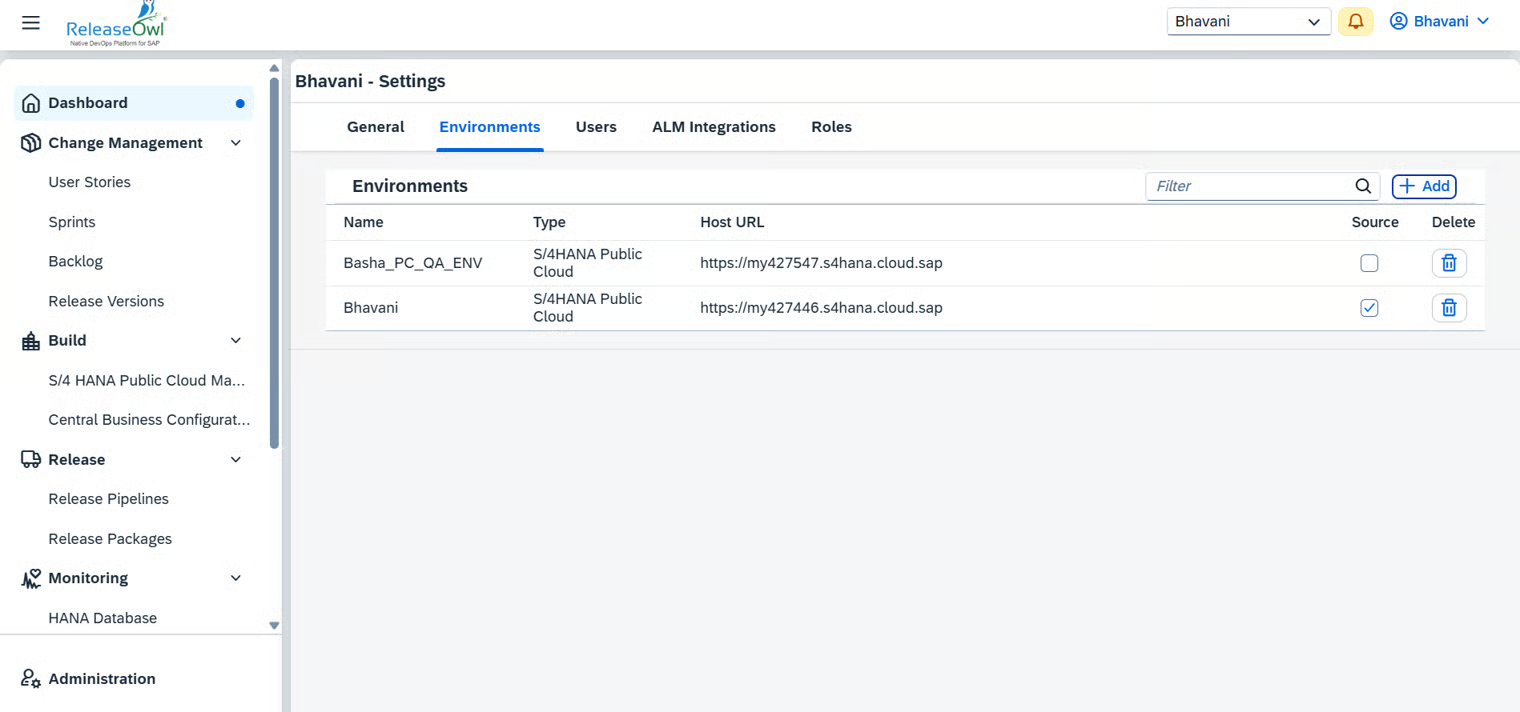 ReleaseOwl
Native DevOps Platform for SAP
Bhavani
Bhavani
Dashboard
Change Management
User Stories
Sprints
Backlog
Release Versions
Build
S/4 HANA Public Cloud Ma...
Central Business Configurat...
Release
Release Pipelines
Release Packages
Monitoring
HANA Database
Administration
Bhavani - Settings
General Environments Users ALM Integrations Roles
Environments Filter Add
Name Type Host URL Source Delete
Basha_PC_QA_ENV S/4HANA Public
Cloud https://my427547.s4hana.cloud.sap
Bhavani S/4HANA Public
Cloud https://my427446.s4hana.cloud.sap